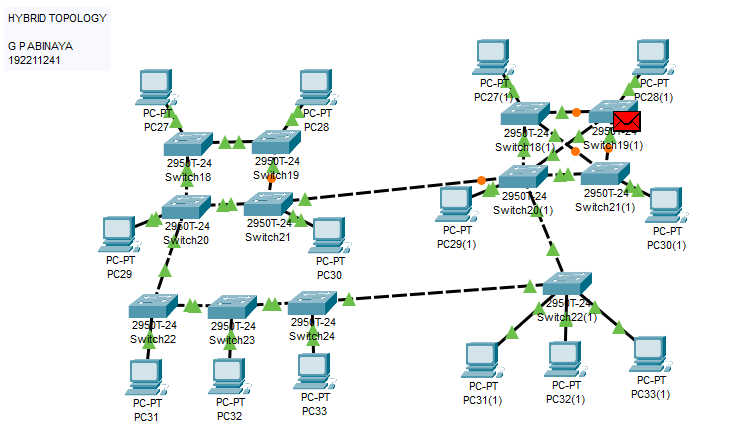 HYBRID TOPOLOGY
G P ABINAYA
192211241
PC-PT
PC27
PC-PT
PC28
2950T-24
Switch18
2950T-24
Switch19
2950T-24
Switch20
2950T-24
Switch21
PC-PT
PC29
PC-PT
PC30
2950T-24
Switch22
2950T-24
Switch23
2950T-24
Switch24
PC-PT
PC31
PC-PT
PC32
PC-PT
PC33
PC-PT
PC27(1)
PC-PT
PC28(1)
2950T-24
Switch18(1)
2950T-24
Switch19(1)
2950T-24
Switch20(1)
2950T-24
Switch21(1)
PC-PT
PC29(1)
PC-PT
PC30(1)
2950T-24
Switch22(1)
PC-PT
PC31(1)
PC-PT
PC32(1)
PC-PT
PC33(1)